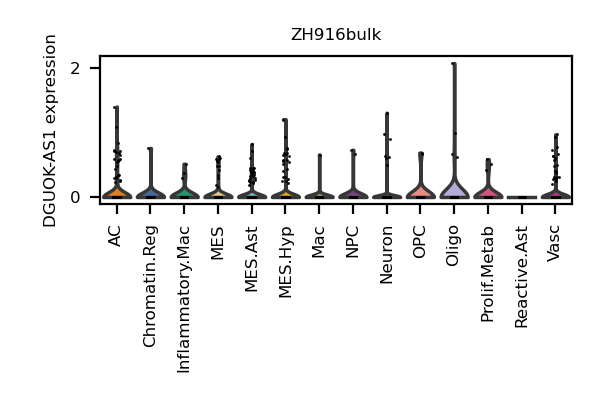 ZH916bulk
DGUOK-AS1 expression
2
0
AC
Chromatin.Reg
Inflammatory.Mac
MES
MES.Ast
MES.Hyp
Mac
NPC
Neuron
OPC
Oligo
Prolif.Metab
Reactive.Ast
Vasc